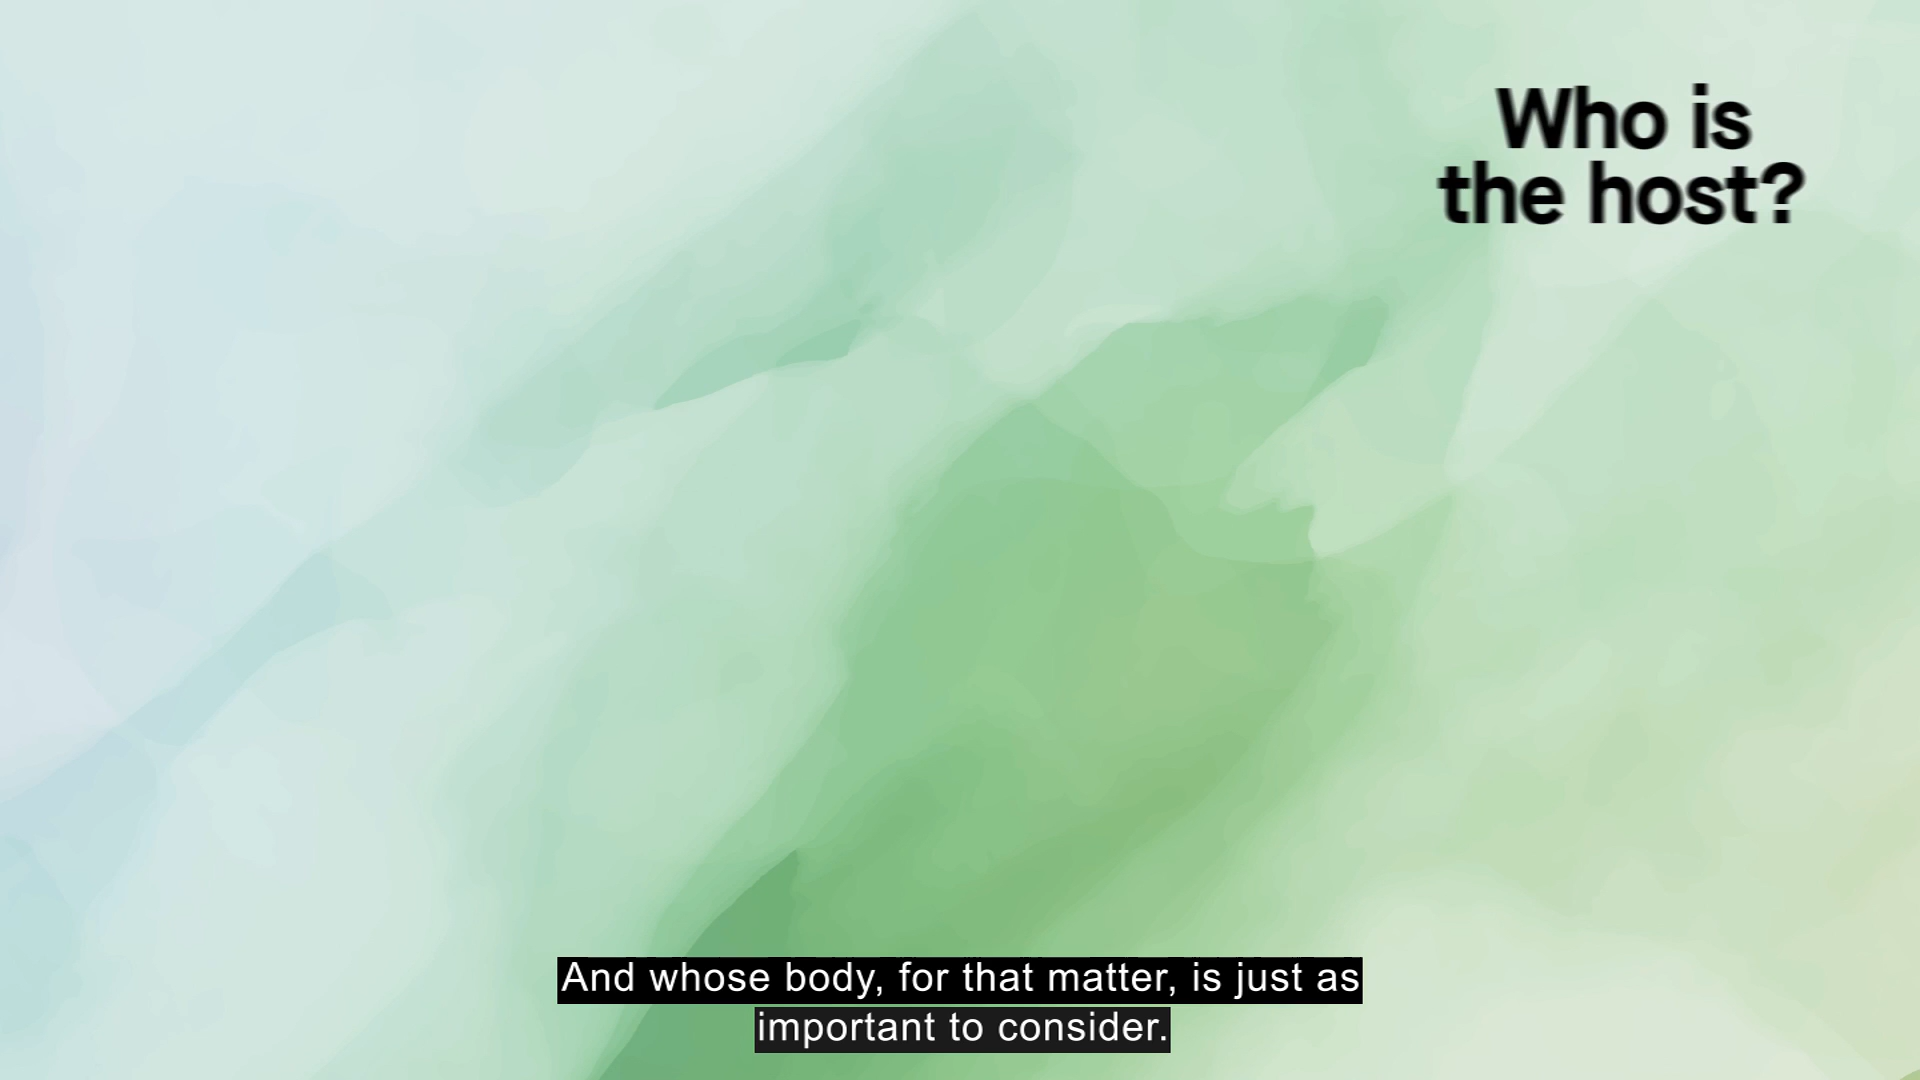 Who is
the host?
And whose body, for that matter, is just as
important to consider.